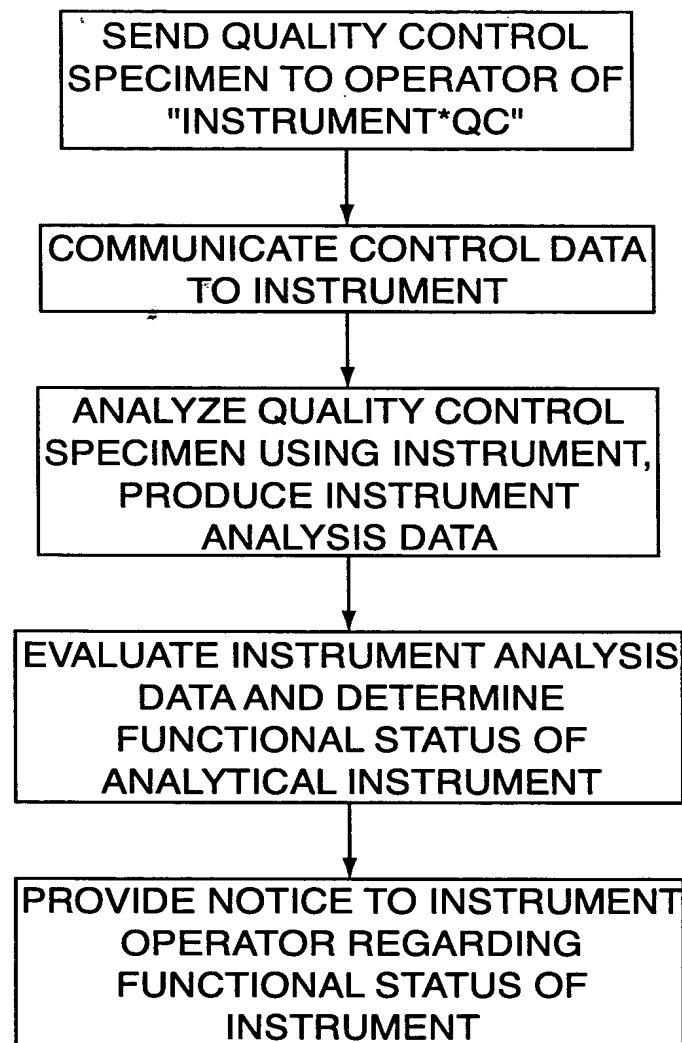 SEND QUALITY CONTROL
SPECIMEN TO OPERATOR OF
"INSTRUMENT*QC"
COMMUNICATE CONTROL DATA
TO INSTRUMENT
ANALYZE QUALITY CONTROL
SPECIMEN USING INSTRUMENT,
PRODUCE INSTRUMENT
ANALYSIS DATA
EVALUATE INSTRUMENT ANALYSIS
DATA AND DETERMINE
FUNCTIONAL STATUS OF
ANALYTICAL INSTRUMENT
PROVIDE NOTICE TO INSTRUMENT
OPERATOR REGARDING
FUNCTIONAL STATUS OF
INSTRUMENT